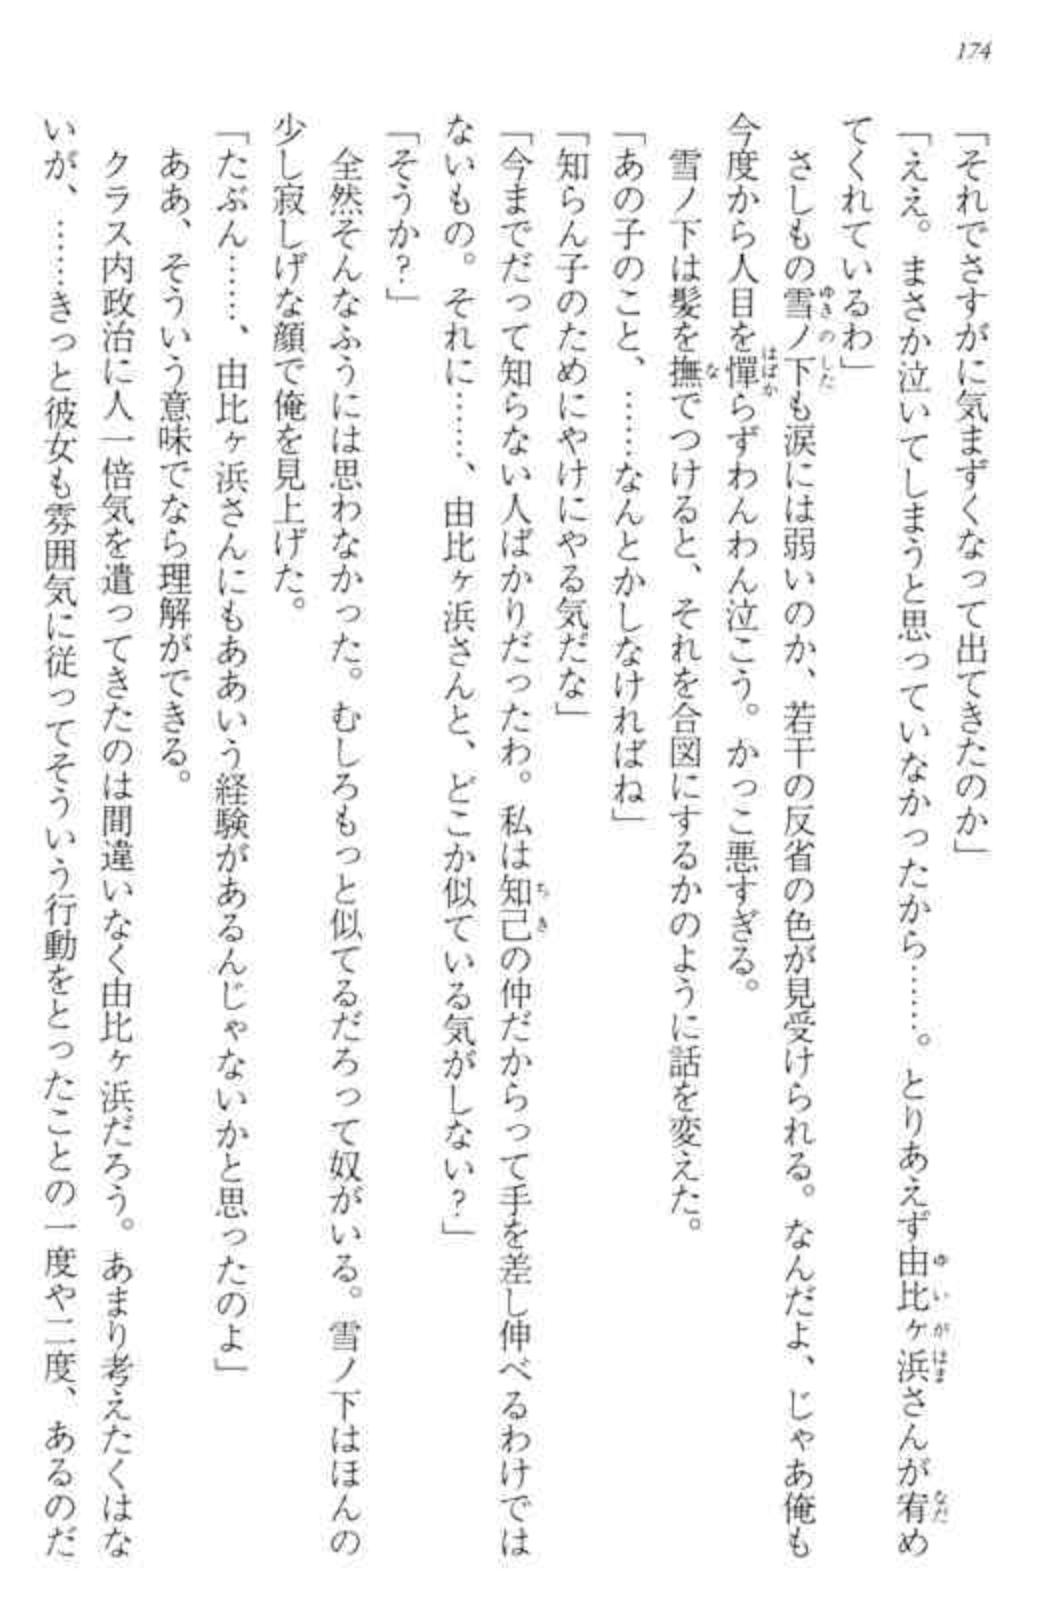 174
「それでさすがに気まずくなって出てきたのか」
「ええ。まさか泣いてしまうと思っていなかったから……。とりあえず由比ヶ浜さんが宥め
てくれているわ」
　さしもの雪ノ下も涙には弱いのか、若干の反省の色が見受けられる。なんだよ、じゃあ俺も
今度から人目を憚らずわんわん泣こう。かっこ悪すぎる。
　雪ノ下は髪を撫でつけると、それを合図にするかのように話を変えた。
「あの子のこと、……なんとかしなければね」
「知らん子のためにやけにやる気だな」
「今までだって知らない人ばかりだったわ。私は知己の仲だからって手を差し伸べるわけでは
ないもの。それに……、由比ヶ浜さんと、どこか似ている気がしない？」
「そうか？」
　全然そんなふうには思わなかった。むしろもっと似てるだろって奴がいる。雪ノ下はほんの
少し寂しげな顔で俺を見上げた。
「たぶん……、由比ヶ浜さんにもああいう経験があるんじゃないかと思ったのよ」
　ああ、そういう意味でなら理解ができる。
　クラス内政治に人一倍気を遣ってきたのは間違いなく由比ヶ浜だろう。あまり考えたくはな
いが、……きっと彼女も雰囲気に従ってそういう行動をとったことの一度や二度、あるのだ